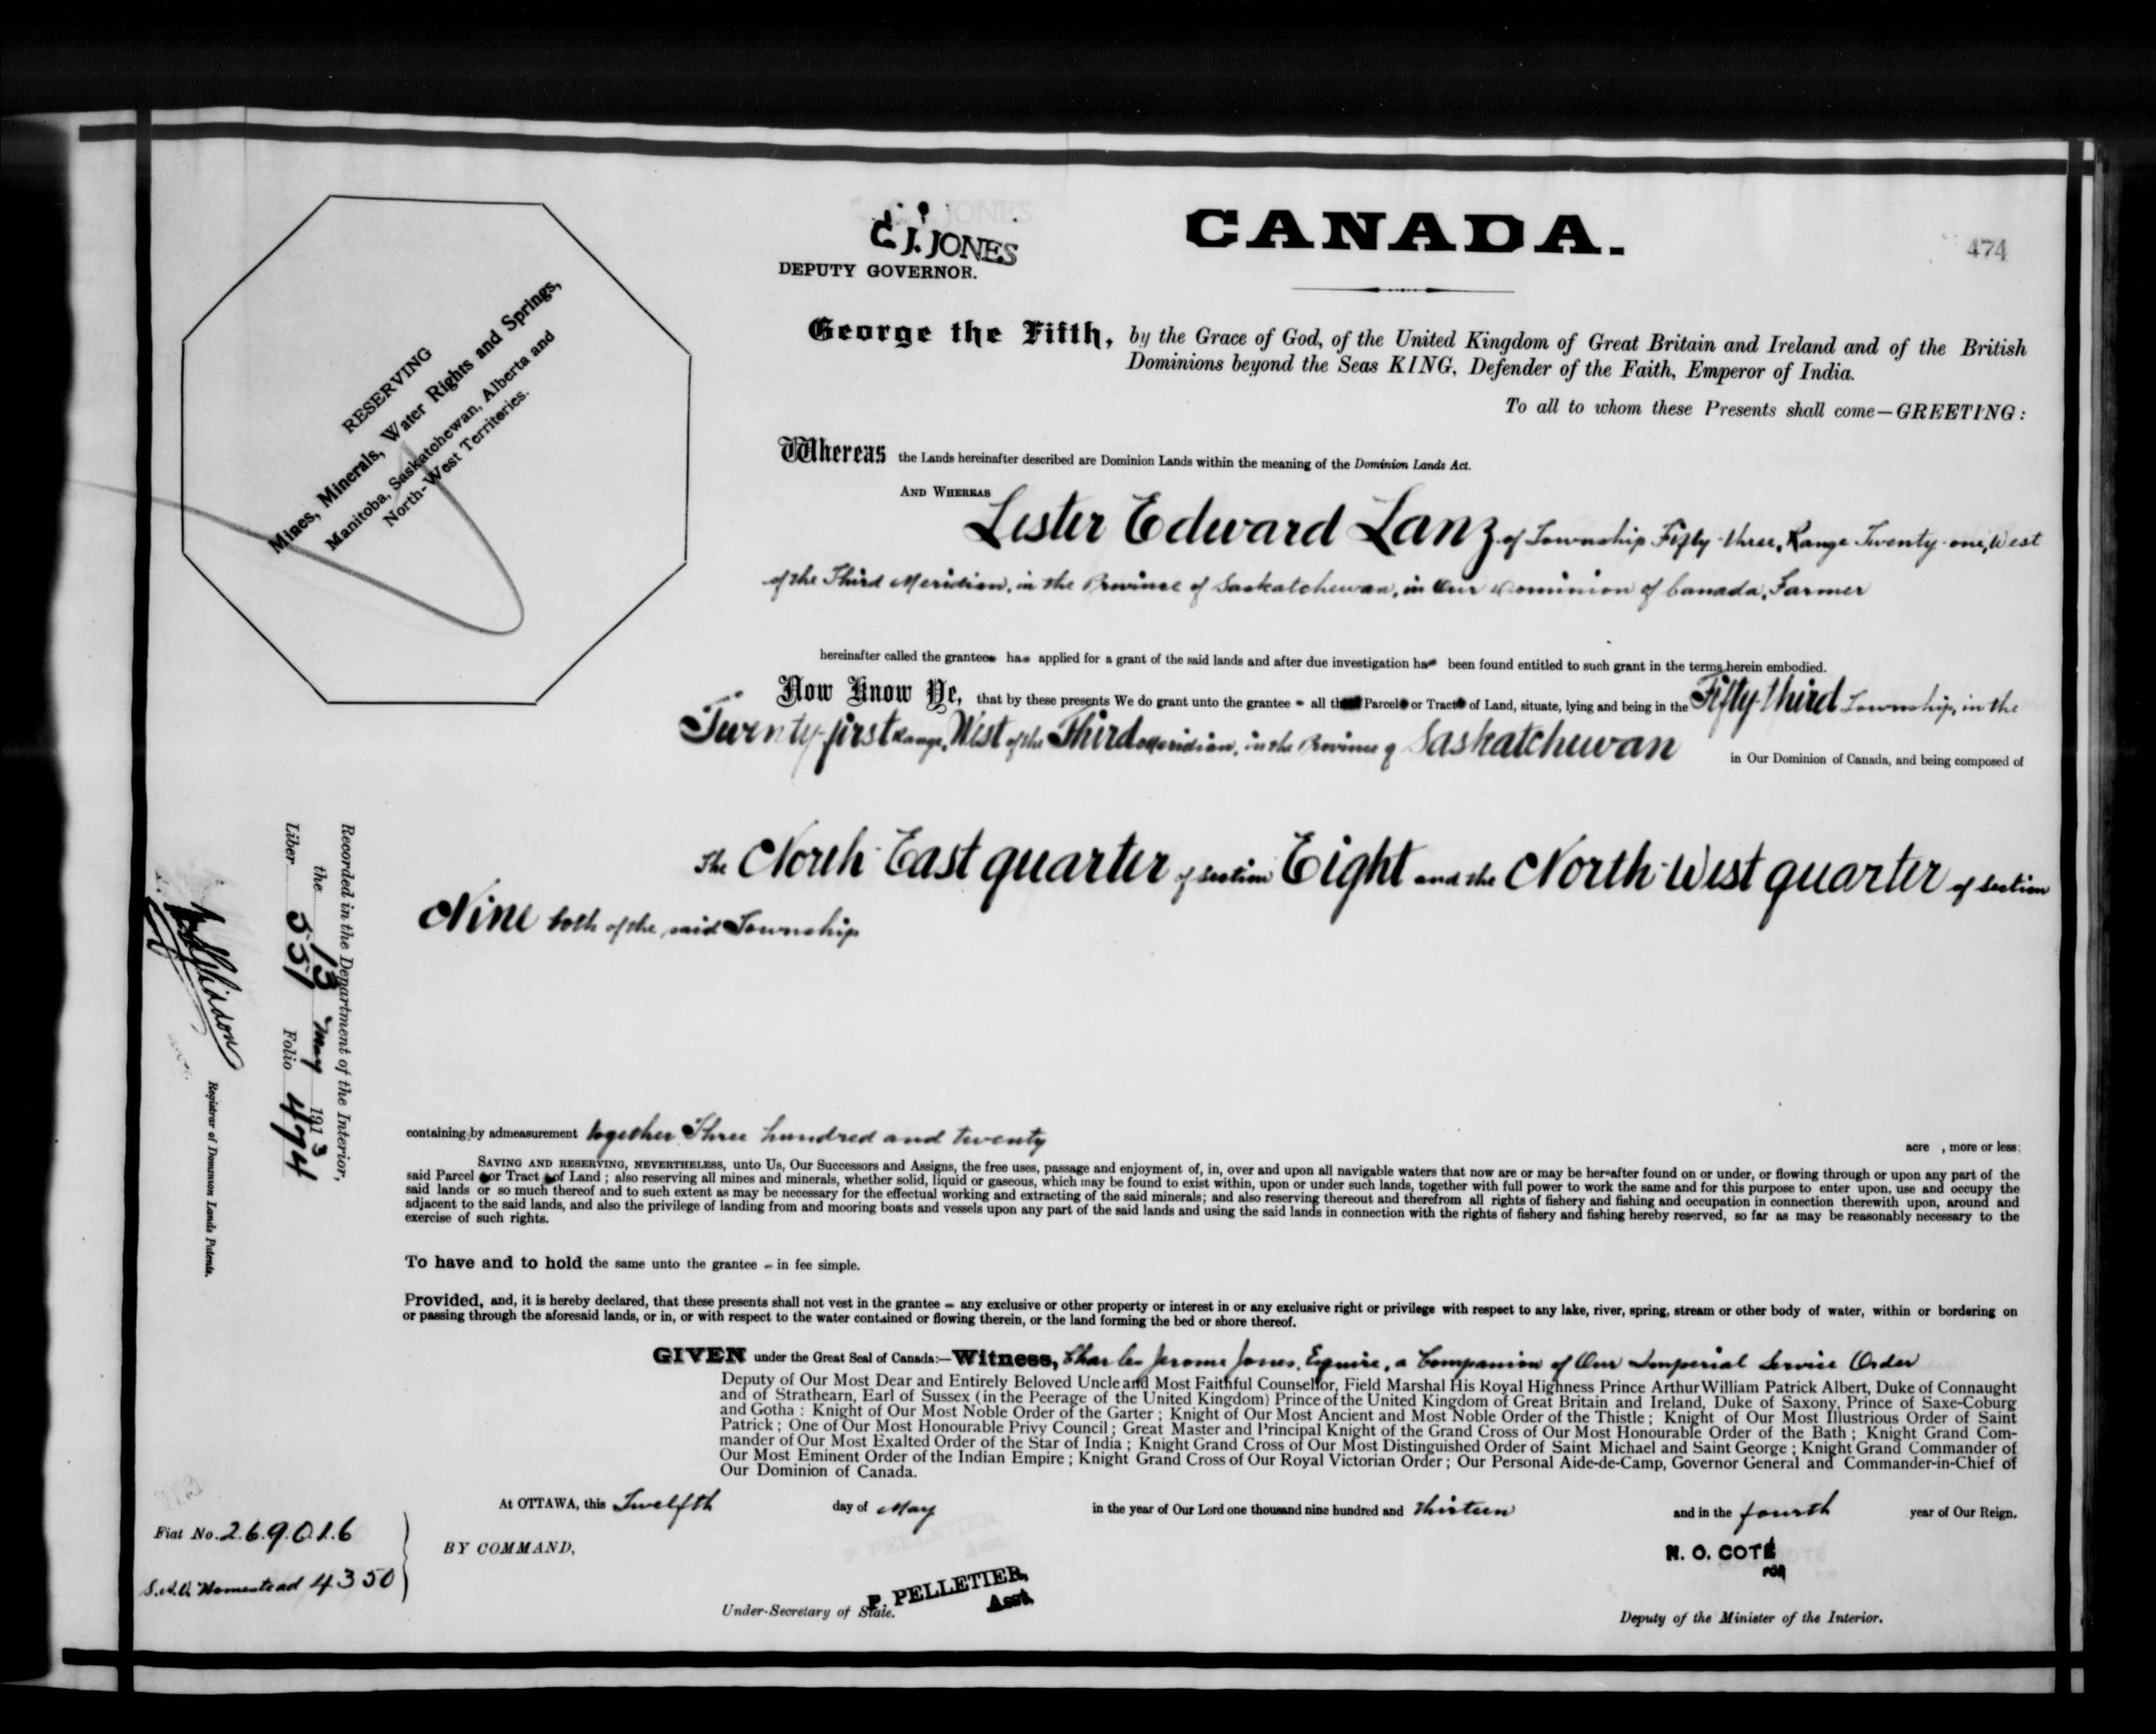 C. J. JONES
DEPUTY GOVERNOR.
CANADA.
474
RESERVING
Mines, Minerals, Water Rights and Springs,
Manitoba, Saskatchewan, Alberta and
North-West Territories.
George the Fifth, by the Grace of God, of the United Kingdom of Great Britain and Ireland and of the British
Dominions beyond the Seas KING, Defender of the Faith, Emperor of India.
To all to whom these Presents shall come—GREETING:
Whereas the Lands hereinafter described are Dominion Lands within the meaning of the Dominion Lands Act.
AND WHEREAS
Lester Edward Lanz of Township Fifty-three, Range Twenty-one, West
of the Third Meridian, in the Province of Saskatchewan, in Our Dominion of Canada, Farmer
hereinafter called the grantee has applied for a grant of the said lands and after due investigation has been found entitled to such grant in the terms herein embodied.
Now Know Ye, that by these presents We do grant unto the grantee - all th Parcels or Tracts of Land, situate, lying and being in the Fifty-third Township, in the
Twenty-first Range, West of the Third Meridian, in the Province of Saskatchewan in Our Dominion of Canada, and being composed of
The North-East quarter of section Eight and the North-West quarter of section
Nine both of the said Township
containing by admeasurement together Three hundred and twenty acre , more or less;
SAVING AND RESERVING, NEVERTHELESS, unto Us, Our Successors and Assigns, the free uses, passage and enjoyment of, in, over and upon all navigable waters that now are or may be hereafter found on or under, or flowing through or upon any part of the
said Parcel or Tract of Land; also reserving all mines and minerals, whether solid, liquid or gaseous, which may be found to exist within, upon or under such lands, together with full power to work the same and for this purpose to enter upon, use and occupy the
said lands or so much thereof and to such extent as may be necessary for the effectual working and extracting of the said minerals; and also reserving thereout and therefrom all rights of fishery and fishing and occupation in connection therewith upon, around and
adjacent to the said lands, and also the privilege of landing from and mooring boats and vessels upon any part of the said lands and using the said lands in connection with the rights of fishery and fishing hereby reserved, so far as may be reasonably necessary to the
exercise of such rights.
To have and to hold the same unto the grantee - in fee simple.
Provided, and, it is hereby declared, that these presents shall not vest in the grantee - any exclusive or other property or interest in or any exclusive right or privilege with respect to any lake, river, spring, stream or other body of water, within or bordering on
or passing through the aforesaid lands, or in, or with respect to the water contained or flowing therein, or the land forming the bed or shore thereof.
GIVEN under the Great Seal of Canada:—Witness, Charles Jerome Jones, Esquire, a Companion of Our Imperial Service Order
Deputy of Our Most Dear and Entirely Beloved Uncle and Most Faithful Counsellor, Field Marshal His Royal Highness Prince Arthur William Patrick Albert, Duke of Connaught
and of Strathearn, Earl of Sussex (in the Peerage of the United Kingdom) Prince of the United Kingdom of Great Britain and Ireland, Duke of Saxony, Prince of Saxe-Coburg
and Gotha: Knight of Our Most Noble Order of the Garter; Knight of Our Most Ancient and Most Noble Order of the Thistle; Knight of Our Most Illustrious Order of Saint
Patrick; One of Our Most Honourable Privy Council; Great Master and Principal Knight of the Grand Cross of Our Most Honourable Order of the Bath; Knight Grand Com-
mander of Our Most Exalted Order of the Star of India; Knight Grand Cross of Our Most Distinguished Order of Saint Michael and Saint George; Knight Grand Commander of
Our Most Eminent Order of the Indian Empire; Knight Grand Cross of Our Royal Victorian Order; Our Personal Aide-de-Camp, Governor General and Commander-in-Chief of
Our Dominion of Canada.
At OTTAWA, this Twelfth day of May in the year of Our Lord one thousand nine hundred and thirteen and in the fourth year of Our Reign.
BY COMMAND,
P. PELLETIER,
Asst.
Under-Secretary of State.
N. O. COTÉ
FOR
Deputy of the Minister of the Interior.
Recorded in the Department of the Interior,
the 13 May 1913
Liber 551 Folio 474
Registrar of Dominion Lands Patents.
Fiat No. 269016
S.A.V. Homestead 4350